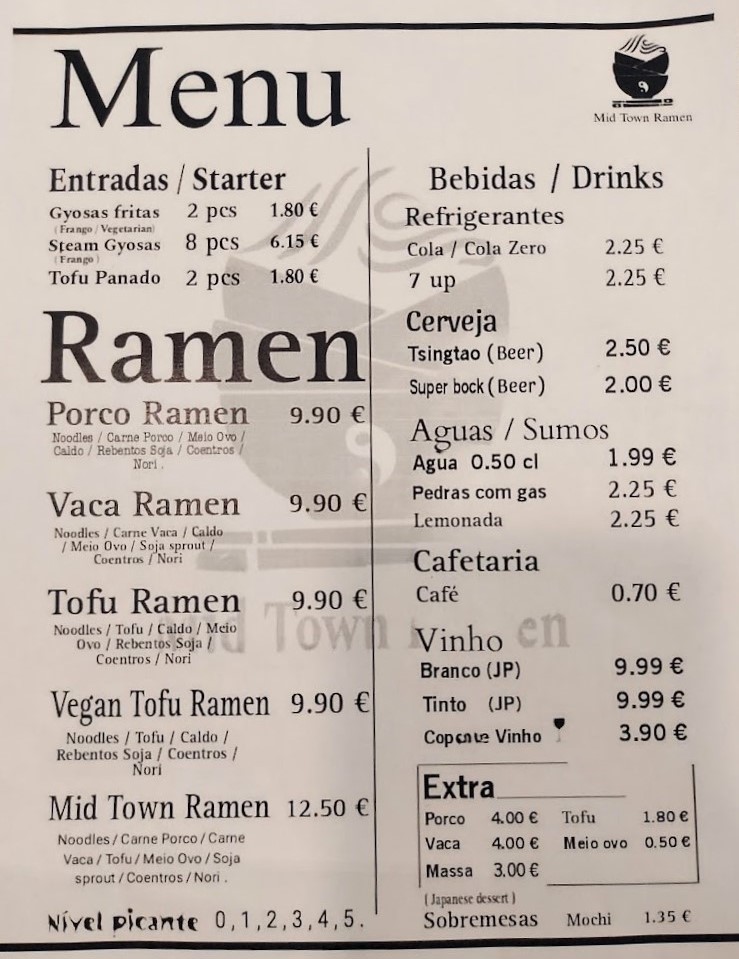 Menu
Mid Town Ramen
Entradas / Starter
Gyosas fritas 2 pcs 1.80 €
( Frango / Vegetarian)
Steam Gyosas 8 pcs 6.15 €
( Frango )
Tofu Panado 2 pcs 1.80 €
Ramen
Porco Ramen 9.90 €
Noodles / Carne Porco / Meio Ovo /
Caldo / Rebentos Soja / Coentros /
Nori .
Vaca Ramen 9.90 €
Noodles / Carne Vaca / Caldo
/ Meio Ovo / Soja sprout /
Coentros / Nori
Tofu Ramen 9.90 €
Noodles / Tofu / Caldo / Meio
Ovo / Rebentos Soja /
Coentros / Nori
Vegan Tofu Ramen 9.90 €
Noodles / Tofu / Caldo /
Rebentos Soja / Coentros /
Nori
Mid Town Ramen 12.50 €
Noodles / Carne Porco / Carne
Vaca / Tofu / Meio Ovo / Soja
sprout / Coentros / Nori .
Nível picante 0,1,2,3,4,5.
Bebidas / Drinks
Refrigerantes
Cola / Cola Zero 2.25 €
7 up 2.25 €
Cerveja
Tsingtao ( Beer) 2.50 €
Super bock ( Beer) 2.00 €
Aguas / Sumos
Agua 0.50 cl 1.99 €
Pedras com gas 2.25 €
Lemonada 2.25 €
Cafetaria
Café 0.70 €
Vinho
Branco (JP) 9.99 €
Tinto (JP) 9.99 €
Vinho 3.90 €
Extra
Porco 4.00 € Tofu 1.80 €
Vaca 4.00 € Meio ovo 0.50 €
Massa 3.00 €
( Japanese dessert )
Sobremesas Mochi 1.35 €